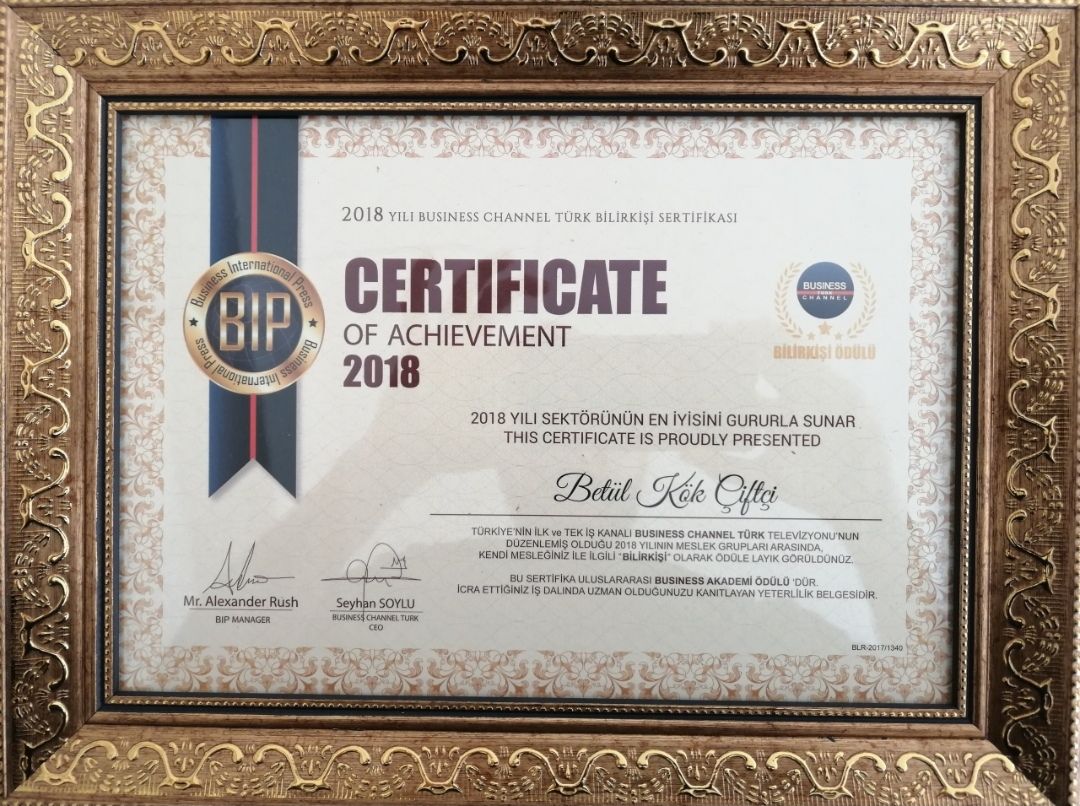 2018 YILI BUSINESS CHANNEL TÜRK BİLİRKİŞİ SERTİFİKASI
Business International Press
BIP
Business International Press
CERTIFICATE
OF ACHIEVEMENT
2018
BUSINESS
TÜRK
CHANNEL
BİLİRKİŞİ ÖDÜLÜ
2018 YILI SEKTÖRÜNÜN EN İYİSİNİ GURURLA SUNAR
THIS CERTIFICATE IS PROUDLY PRESENTED
Betül Kök Çiftçi
TÜRKİYE'NİN İLK ve TEK İŞ KANALI BUSINESS CHANNEL TÜRK TELEVİZYONU'NUN
DÜZENLEMİŞ OLDUĞU 2018 YILININ MESLEK GRUPLARI ARASINDA,
KENDİ MESLEĞİNİZ İLE İLGİLİ "BİLİRKİŞİ" OLARAK ÖDÜLE LAYIK GÖRÜLDÜNÜZ.
BU SERTİFİKA ULUSLARARASI BUSINESS AKADEMİ ÖDÜLÜ 'DÜR.
İCRA ETTİĞİNİZ İŞ DALINDA UZMAN OLDUĞUNUZU KANITLAYAN YETERLİLİK BELGESİDİR.
Mr. Alexander Rush
BIP MANAGER
Seyhan SOYLU
BUSINESS CHANNEL TURK
CEO
BLR-2017/1340